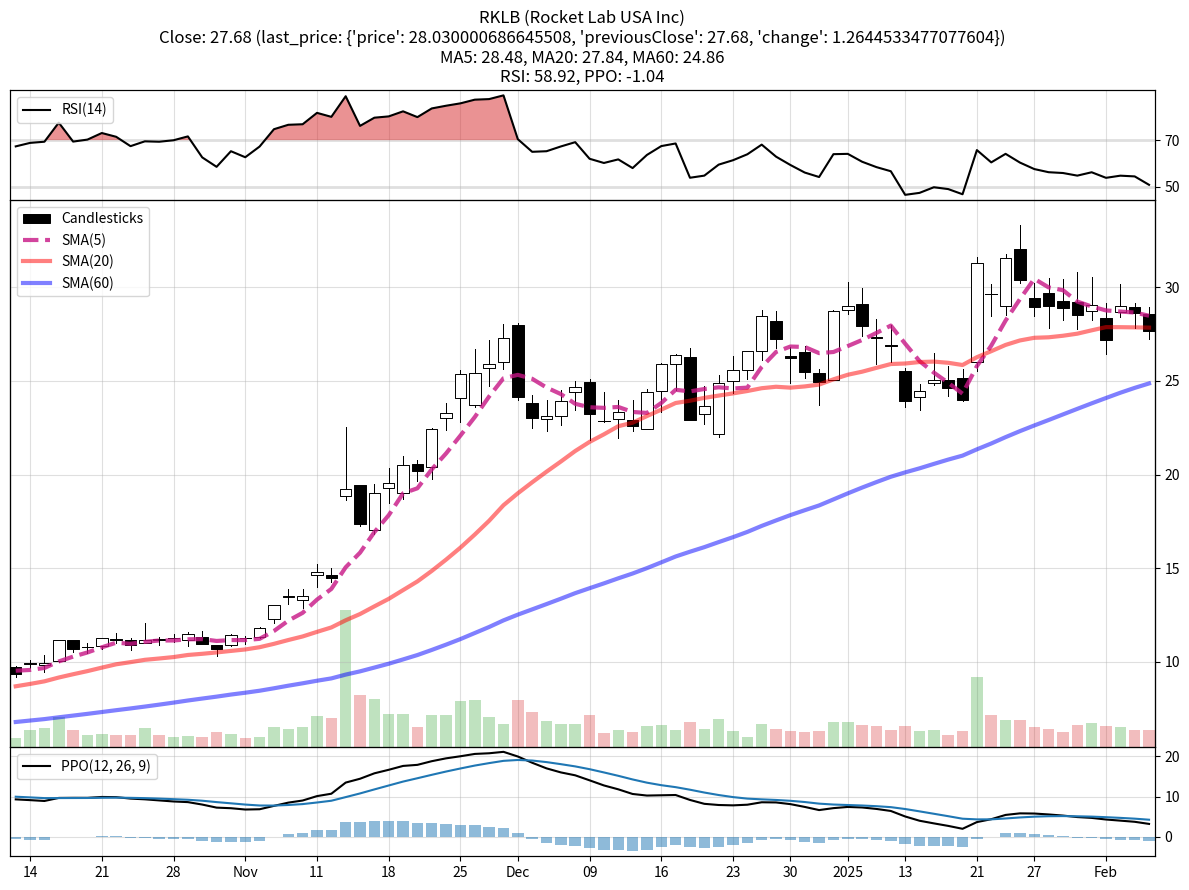 RKLB (Rocket Lab USA Inc)
Close: 27.68 (last_price: {'price': 28.030000686645508, 'previousClose': 27.68, 'change': 1.2644533477077604})
MA5: 28.48, MA20: 27.84, MA60: 24.86
RSI: 58.92, PPO: -1.04
RSI(14)
70
50
Candlesticks
SMA(5)
SMA(20)
SMA(60)
30
25
20
15
10
PPO(12, 26, 9)
20
10
0
14 21 28 Nov 11 18 25 Dec 09 16 23 30 2025 13 21 27 Feb